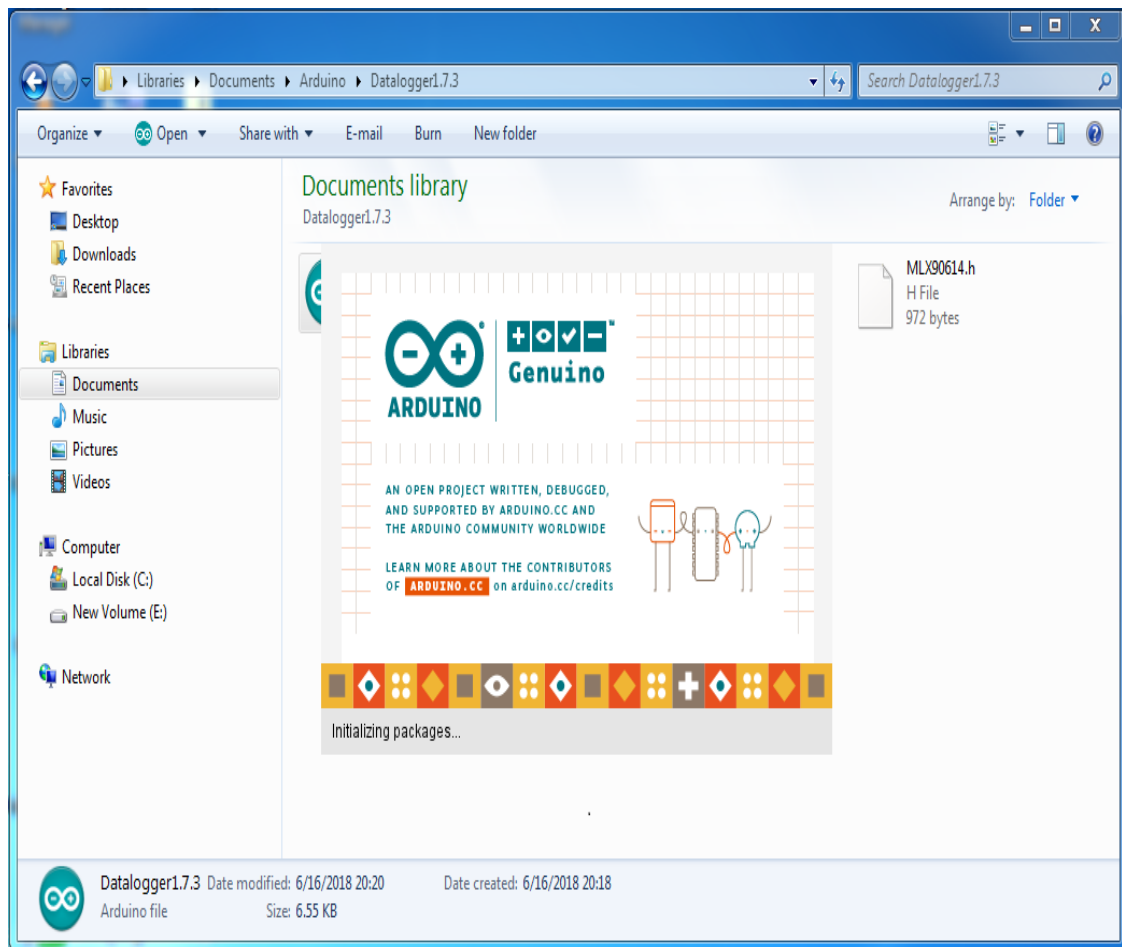 Libraries Documents Arduino Datalogger1.7.3
Search Datalogger1.7.3
Organize Open Share with E-mail Burn New folder
Favorites
Desktop
Downloads
Recent Places
Libraries
Documents
Music
Pictures
Videos
Computer
Local Disk (C:)
New Volume (E:)
Network
Documents library
Datalogger1.7.3
Arrange by: Folder
MLX90614.h
H File
972 bytes
ARDUINO
Genuino
™
AN OPEN PROJECT WRITTEN, DEBUGGED,
AND SUPPORTED BY ARDUINO.CC AND
THE ARDUINO COMMUNITY WORLDWIDE
LEARN MORE ABOUT THE CONTRIBUTORS
OF ARDUINO.CC on arduino.cc/credits
Initializing packages...
Datalogger1.7.3 Date modified: 6/16/2018 20:20 Date created: 6/16/2018 20:18
Arduino file Size: 6.55 KB